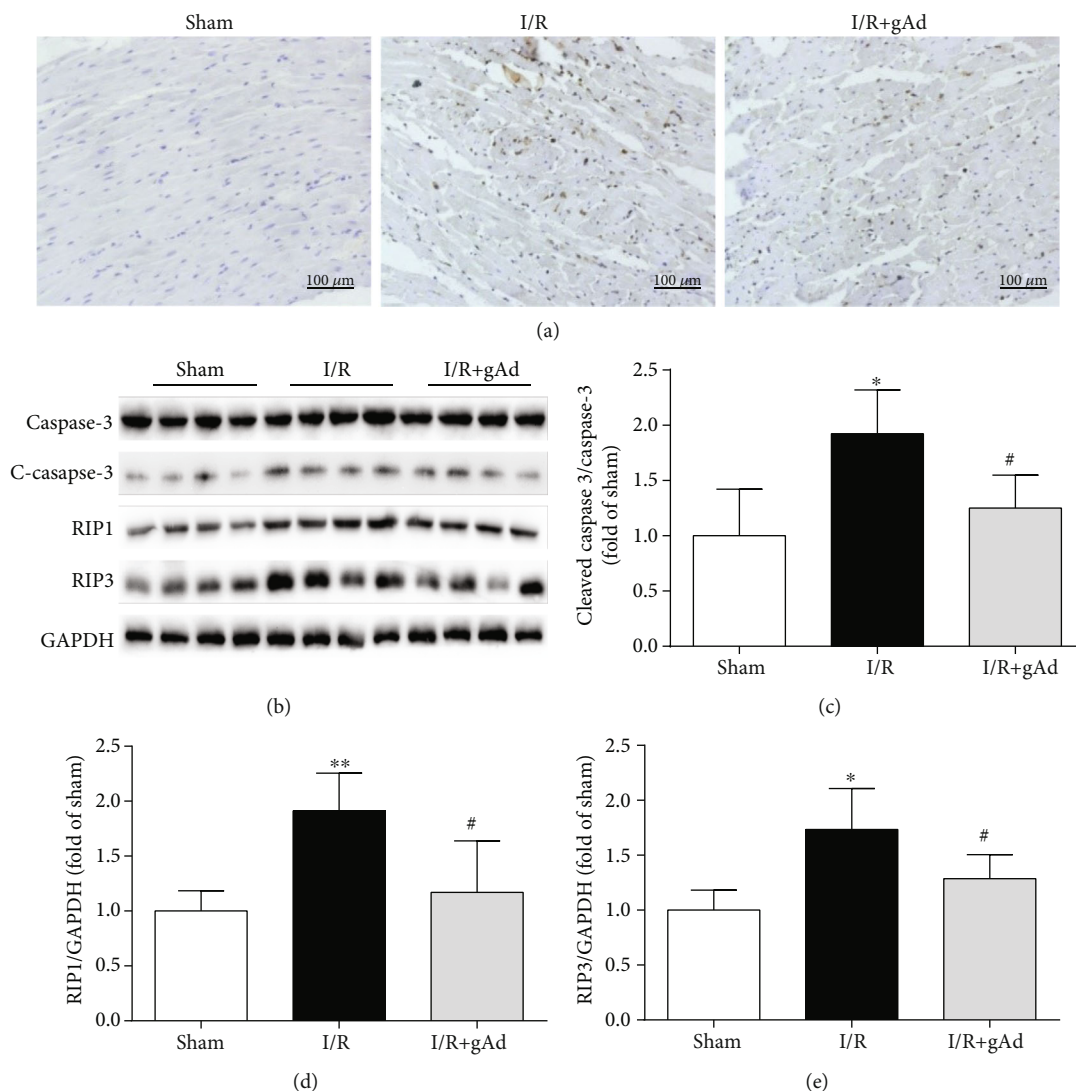 Sham
I/R
I/R+gAd
100 μm
100 μm
100 μm
(a)
Sham
I/R
I/R+gAd
Caspase-3
C-casapse-3
RIP1
RIP3
GAPDH
(b)
Cleaved caspase 3/caspase-3
(fold of sham)
2.5
2.0
1.5
1.0
0.5
0.0
*
#
Sham
I/R
I/R+gAd
(c)
RIP1/GAPDH (fold of sham)
2.5
2.0
1.5
1.0
0.5
0.0
**
#
Sham
I/R
I/R+gAd
(d)
RIP3/GAPDH (fold of sham)
2.5
2.0
1.5
1.0
0.5
0.0
*
#
Sham
I/R
I/R+gAd
(e)